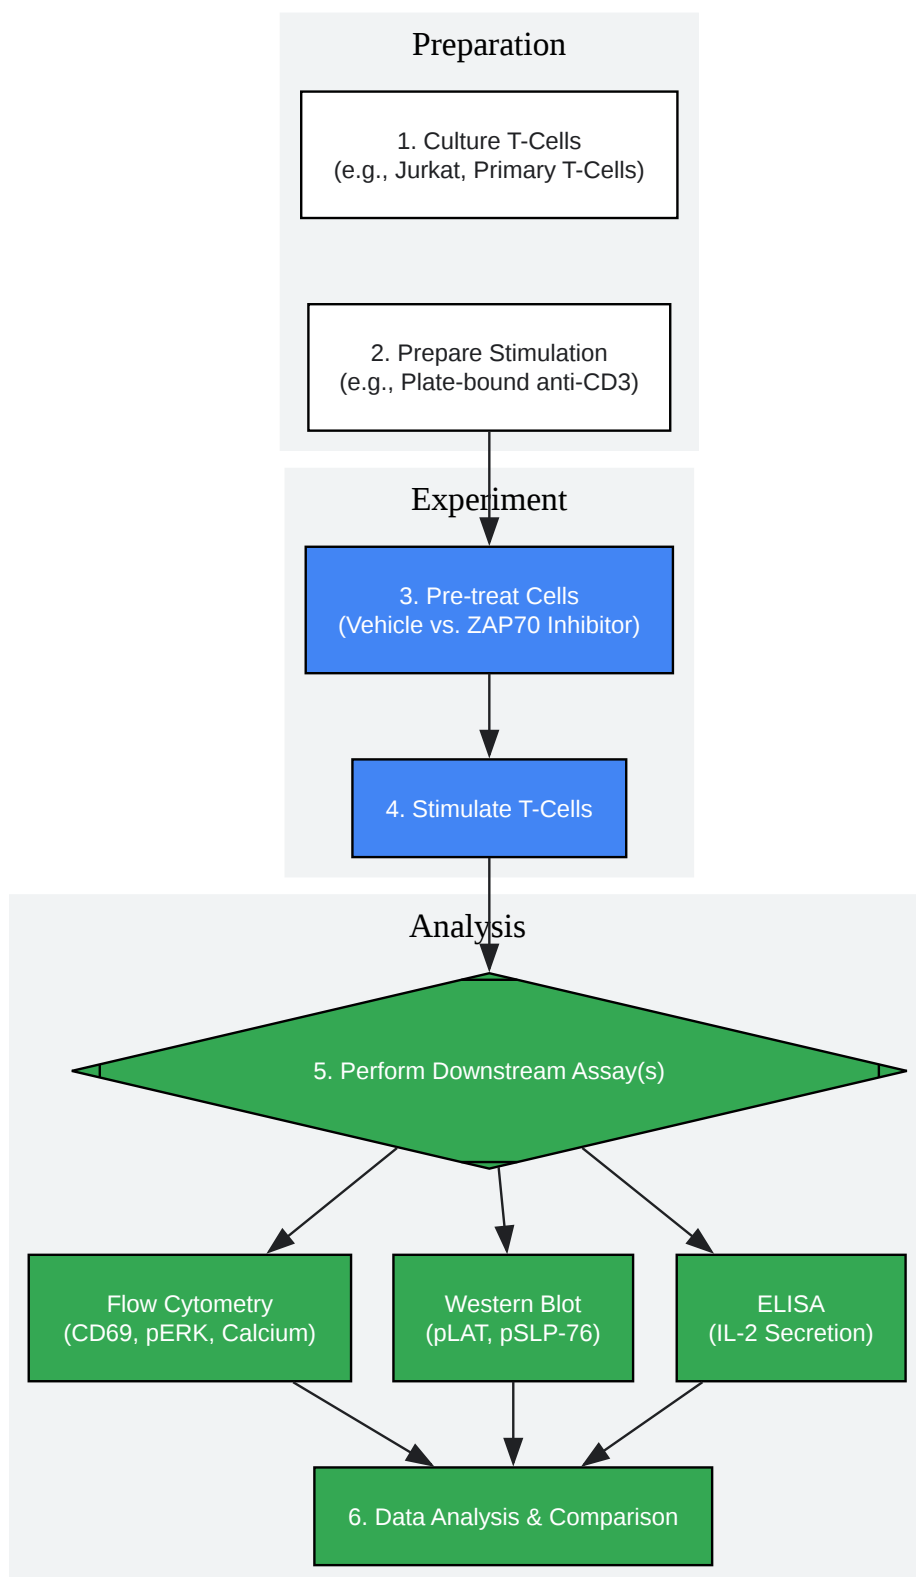 Preparation
1. Culture T-Cells
(e.g., Jurkat, Primary T-Cells)
2. Prepare Stimulation
(e.g., Plate-bound anti-CD3)
Experiment
3. Pre-treat Cells
(Vehicle vs. ZAP70 Inhibitor)
4. Stimulate T-Cells
Analysis
5. Perform Downstream Assay(s)
Flow Cytometry
(CD69, pERK, Calcium)
Western Blot
(pLAT, pSLP-76)
ELISA
(IL-2 Secretion)
6. Data Analysis & Comparison